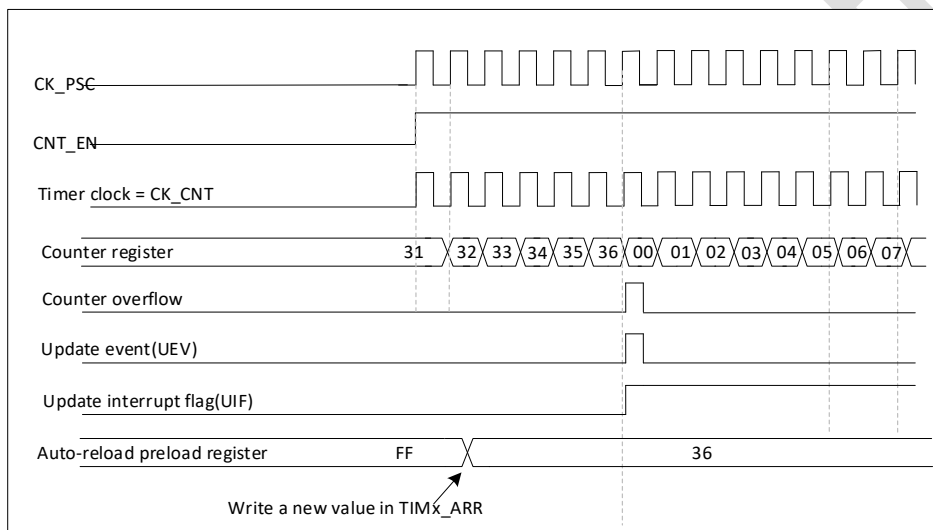 CK_PSC
CNT_EN
Timer clock = CK_CNT
Counter register 31 32 33 34 35 36 00 01 02 03 04 05 06 07
Counter overflow
Update event(UEV)
Update interrupt flag(UIF)
Auto-reload preload register FF 36
Write a new value in TIMx_ARR